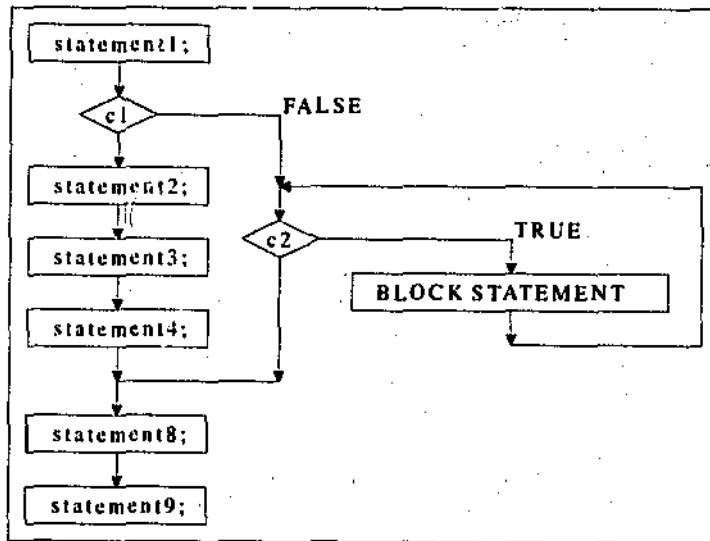 statement1;
c1
FALSE
statement2;
c2
TRUE
statement3;
BLOCK STATEMENT
statement4;
statement8;
statement9;